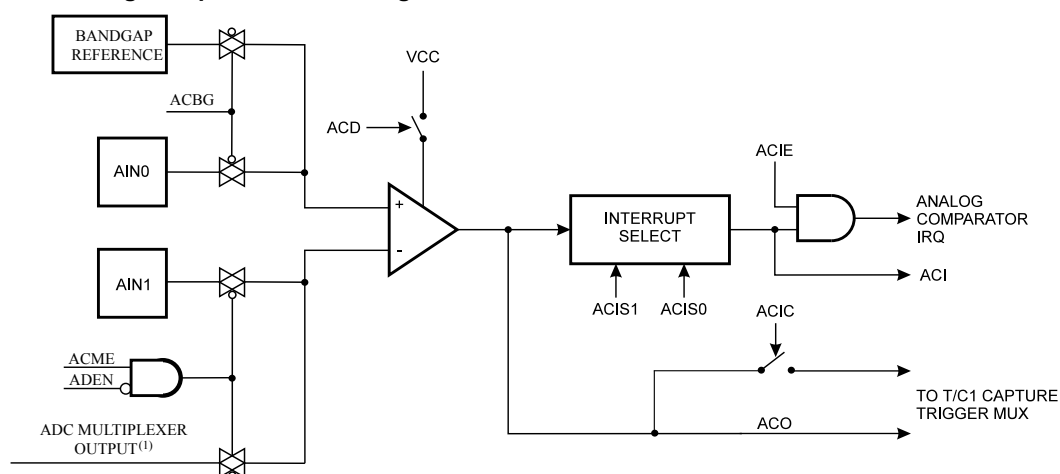 BANDGAP
REFERENCE
VCC
ACBG
ACD
AIN0
ACIE
+
-
INTERRUPT
SELECT
ANALOG
COMPARATOR
IRQ
AIN1
ACI
ACIS1
ACIS0
ACIC
ACME
ADEN
TO T/C1 CAPTURE
TRIGGER MUX
ACO
ADC MULTIPLEXER
OUTPUT(1)